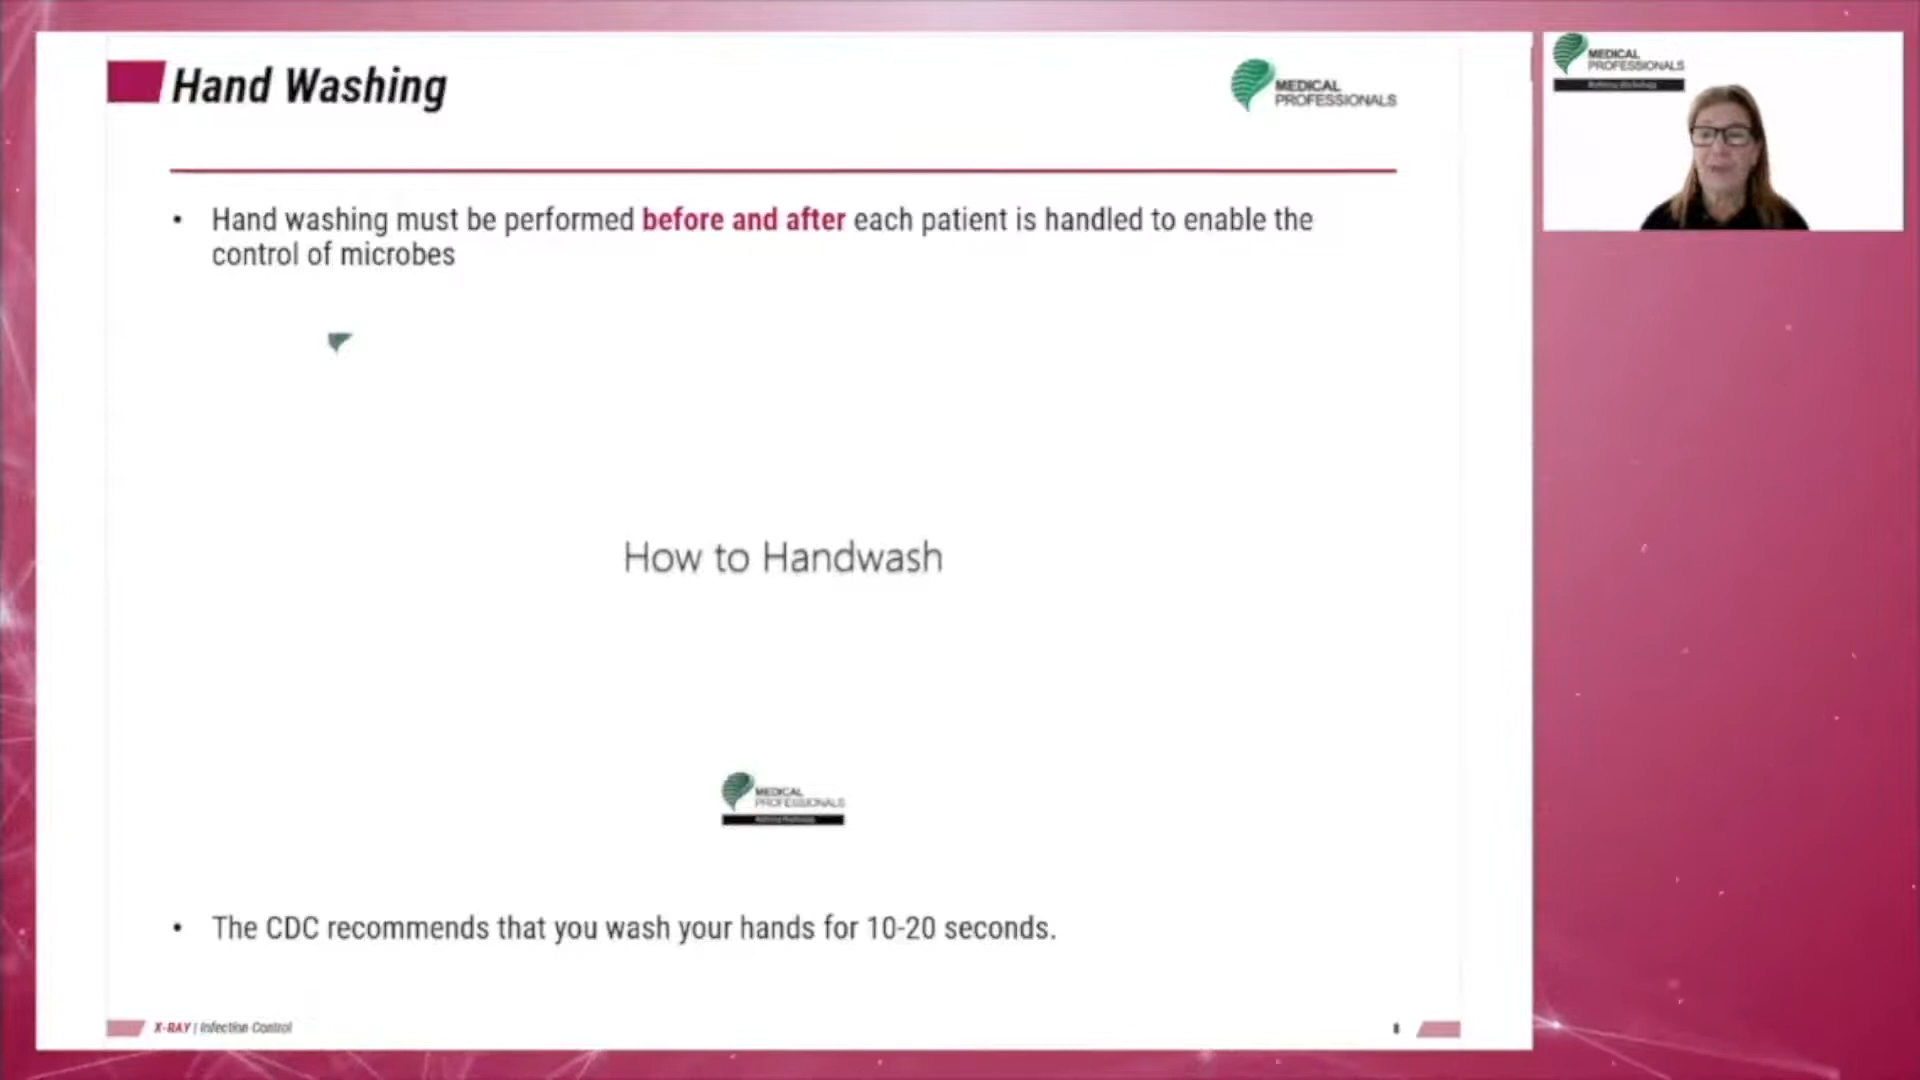 Hand Washing
MEDICAL
PROFESSIONALS
• Hand washing must be performed before and after each patient is handled to enable the
control of microbes
How to Handwash
MEDICAL
PROFESSIONALS
• The CDC recommends that you wash your hands for 10-20 seconds.
X-RAY | Infection Control
8
MEDICAL
PROFESSIONALS